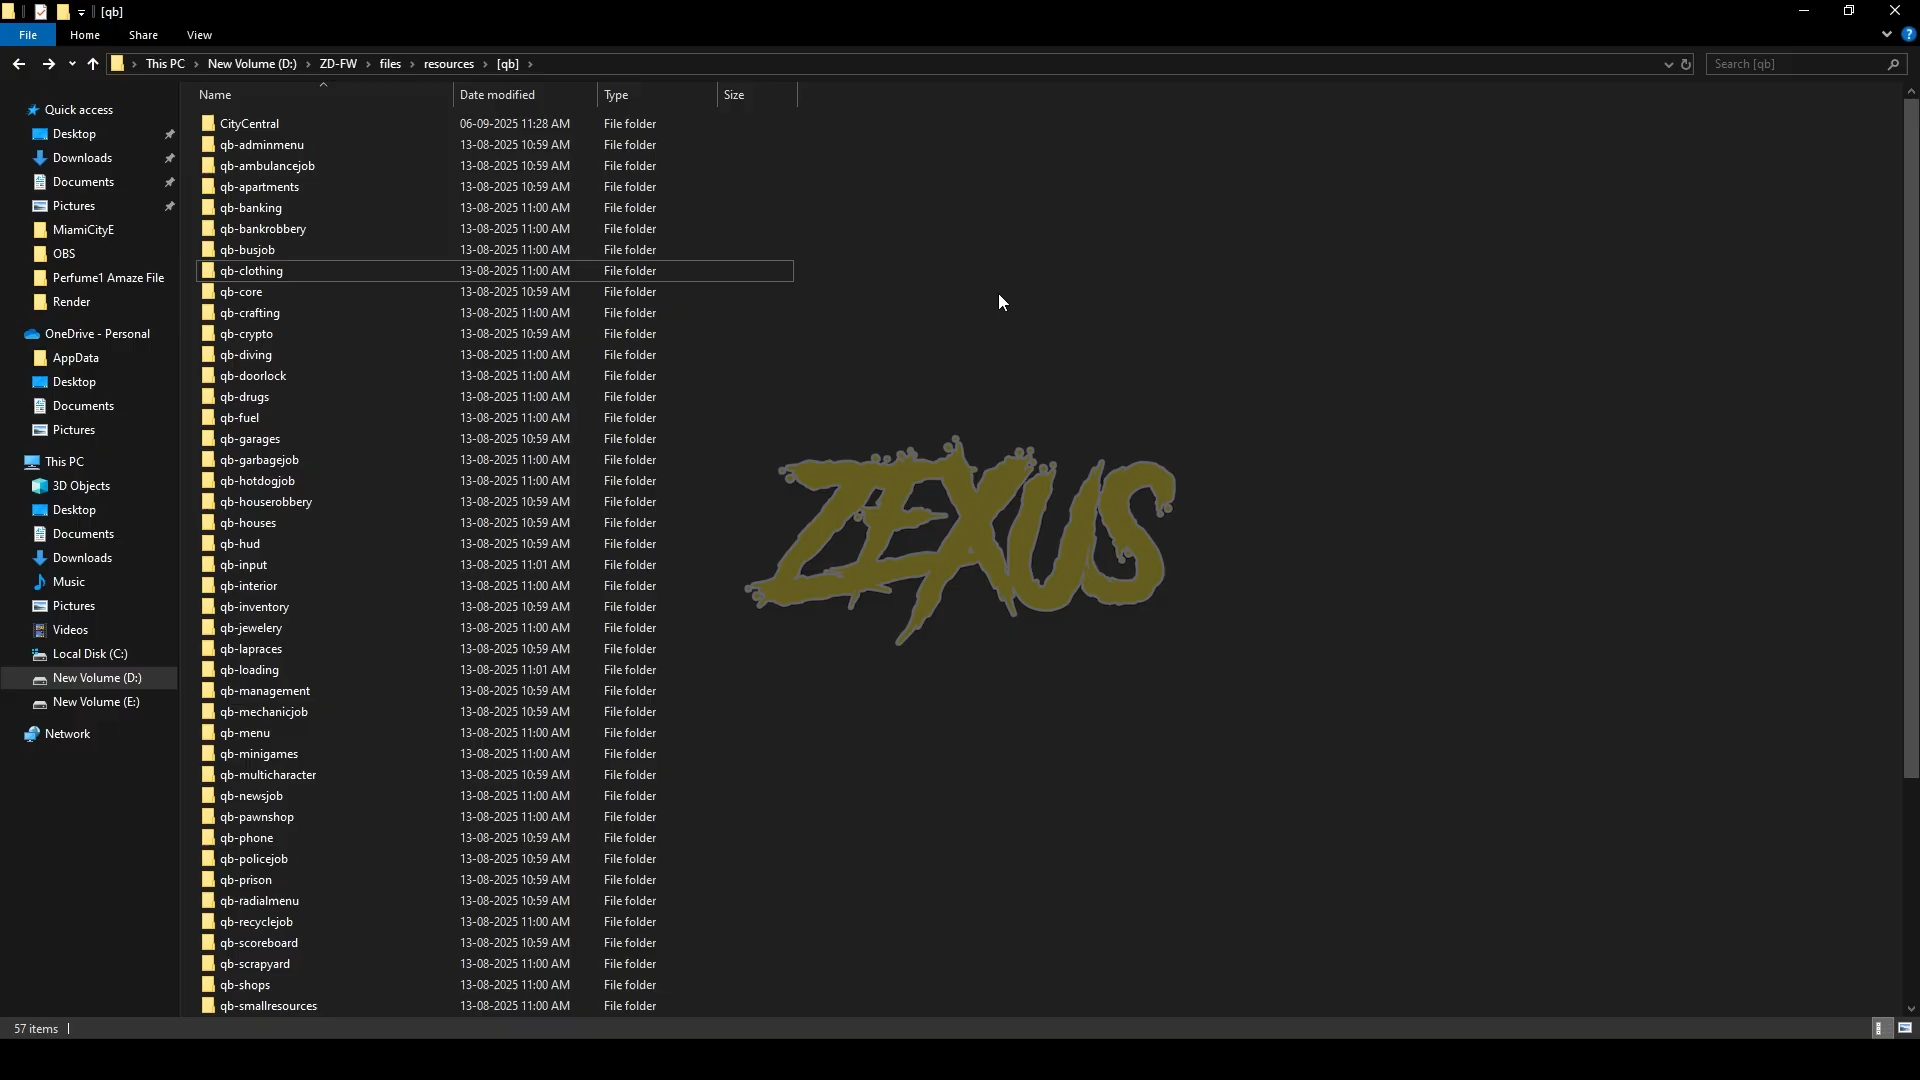 [qb]
File Home Share View
This PC New Volume (D:) ZD-FW files resources [qb]
Search [qb]
Name Date modified Type Size
Quick access
Desktop
Downloads
Documents
Pictures
MiamiCityE
OBS
Perfume1 Amaze File
Render
OneDrive - Personal
AppData
Desktop
Documents
Pictures
This PC
3D Objects
Desktop
Documents
Downloads
Music
Pictures
Videos
Local Disk (C:)
New Volume (D:)
New Volume (E:)
Network
CityCentral 06-09-2025 11:28 AM File folder
qb-adminmenu 13-08-2025 10:59 AM File folder
qb-ambulancejob 13-08-2025 10:59 AM File folder
qb-apartments 13-08-2025 10:59 AM File folder
qb-banking 13-08-2025 11:00 AM File folder
qb-bankrobbery 13-08-2025 11:00 AM File folder
qb-busjob 13-08-2025 11:00 AM File folder
qb-clothing 13-08-2025 11:00 AM File folder
qb-core 13-08-2025 10:59 AM File folder
qb-crafting 13-08-2025 11:00 AM File folder
qb-crypto 13-08-2025 10:59 AM File folder
qb-diving 13-08-2025 11:00 AM File folder
qb-doorlock 13-08-2025 11:00 AM File folder
qb-drugs 13-08-2025 11:00 AM File folder
qb-fuel 13-08-2025 11:00 AM File folder
qb-garages 13-08-2025 10:59 AM File folder
qb-garbagejob 13-08-2025 11:00 AM File folder
qb-hotdogjob 13-08-2025 11:00 AM File folder
qb-houserobbery 13-08-2025 10:59 AM File folder
qb-houses 13-08-2025 10:59 AM File folder
qb-hud 13-08-2025 10:59 AM File folder
qb-input 13-08-2025 11:01 AM File folder
qb-interior 13-08-2025 11:00 AM File folder
qb-inventory 13-08-2025 10:59 AM File folder
qb-jewelery 13-08-2025 11:00 AM File folder
qb-lapraces 13-08-2025 10:59 AM File folder
qb-loading 13-08-2025 11:01 AM File folder
qb-management 13-08-2025 10:59 AM File folder
qb-mechanicjob 13-08-2025 10:59 AM File folder
qb-menu 13-08-2025 11:00 AM File folder
qb-minigames 13-08-2025 11:00 AM File folder
qb-multicharacter 13-08-2025 10:59 AM File folder
qb-newsjob 13-08-2025 11:00 AM File folder
qb-pawnshop 13-08-2025 11:00 AM File folder
qb-phone 13-08-2025 10:59 AM File folder
qb-policejob 13-08-2025 10:59 AM File folder
qb-prison 13-08-2025 10:59 AM File folder
qb-radialmenu 13-08-2025 10:59 AM File folder
qb-recyclejob 13-08-2025 11:00 AM File folder
qb-scoreboard 13-08-2025 10:59 AM File folder
qb-scrapyard 13-08-2025 11:00 AM File folder
qb-shops 13-08-2025 11:00 AM File folder
qb-smallresources 13-08-2025 11:00 AM File folder
ZEXUS
57 items